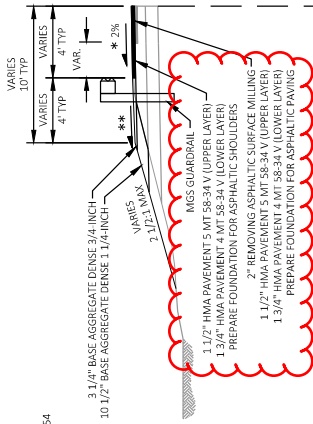 VARIES
10' TYP
VARIES
4' TYP
VARIES
4' TYP
VAR.
* 2%
**
VARIES
2 1/2:1 MAX
3 1/4" BASE AGGREGATE DENSE 3/4-INCH
10 1/2" BASE AGGREGATE DENSE 1 1/4-INCH
MGS GUARDRAIL
1 1/2" HMA PAVEMENT 5 MT 58-34 V (UPPER LAYER)
1 3/4" HMA PAVEMENT 4 MT 58-34 V (LOWER LAYER)
PREPARE FOUNDATION FOR ASPHALTIC SHOULDERS
2" REMOVING ASPHALTIC SURFACE MILLING
1 1/2" HMA PAVEMENT 5 MT 58-34 V (UPPER LAYER)
1 3/4" HMA PAVEMENT 4 MT 58-34 V (LOWER LAYER)
PREPARE FOUNDATION FOR ASPHALTIC PAVING
54